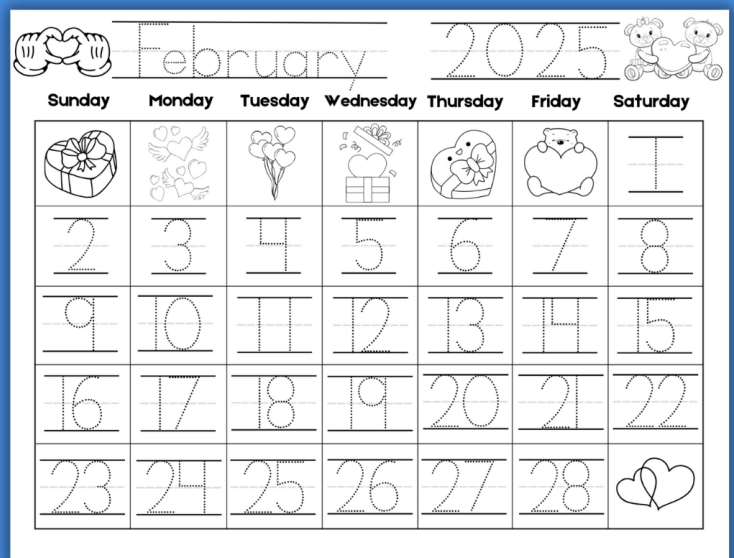 February 2025
Sunday Monday Tuesday Wednesday Thursday Friday Saturday
1
2 3 4 5 6 7 8
9 10 11 12 13 14 15
16 17 18 19 20 21 22
23 24 25 26 27 28